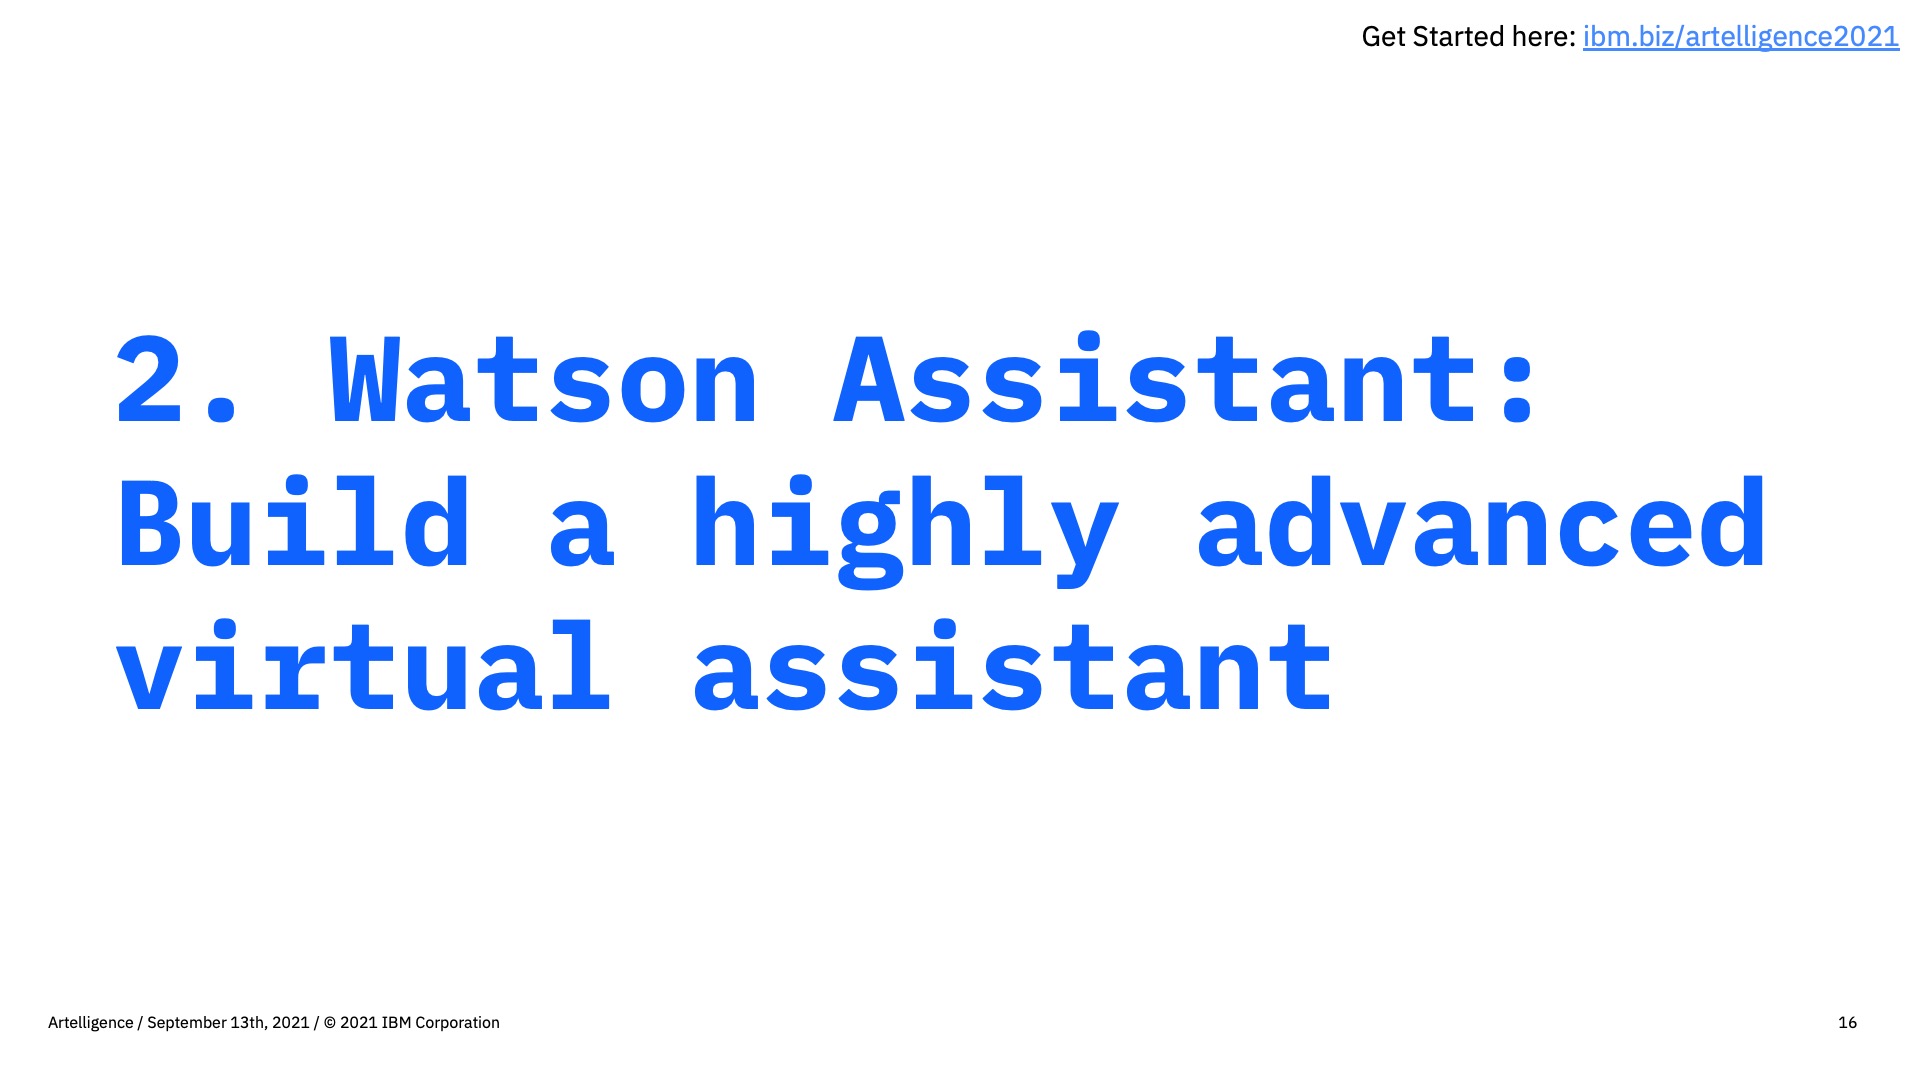 Get Started here: ibm.biz/artelligence2021
2. Watson Assistant:
Build a highly advanced
virtual assistant
Artelligence / September 13th, 2021 / © 2021 IBM Corporation
16